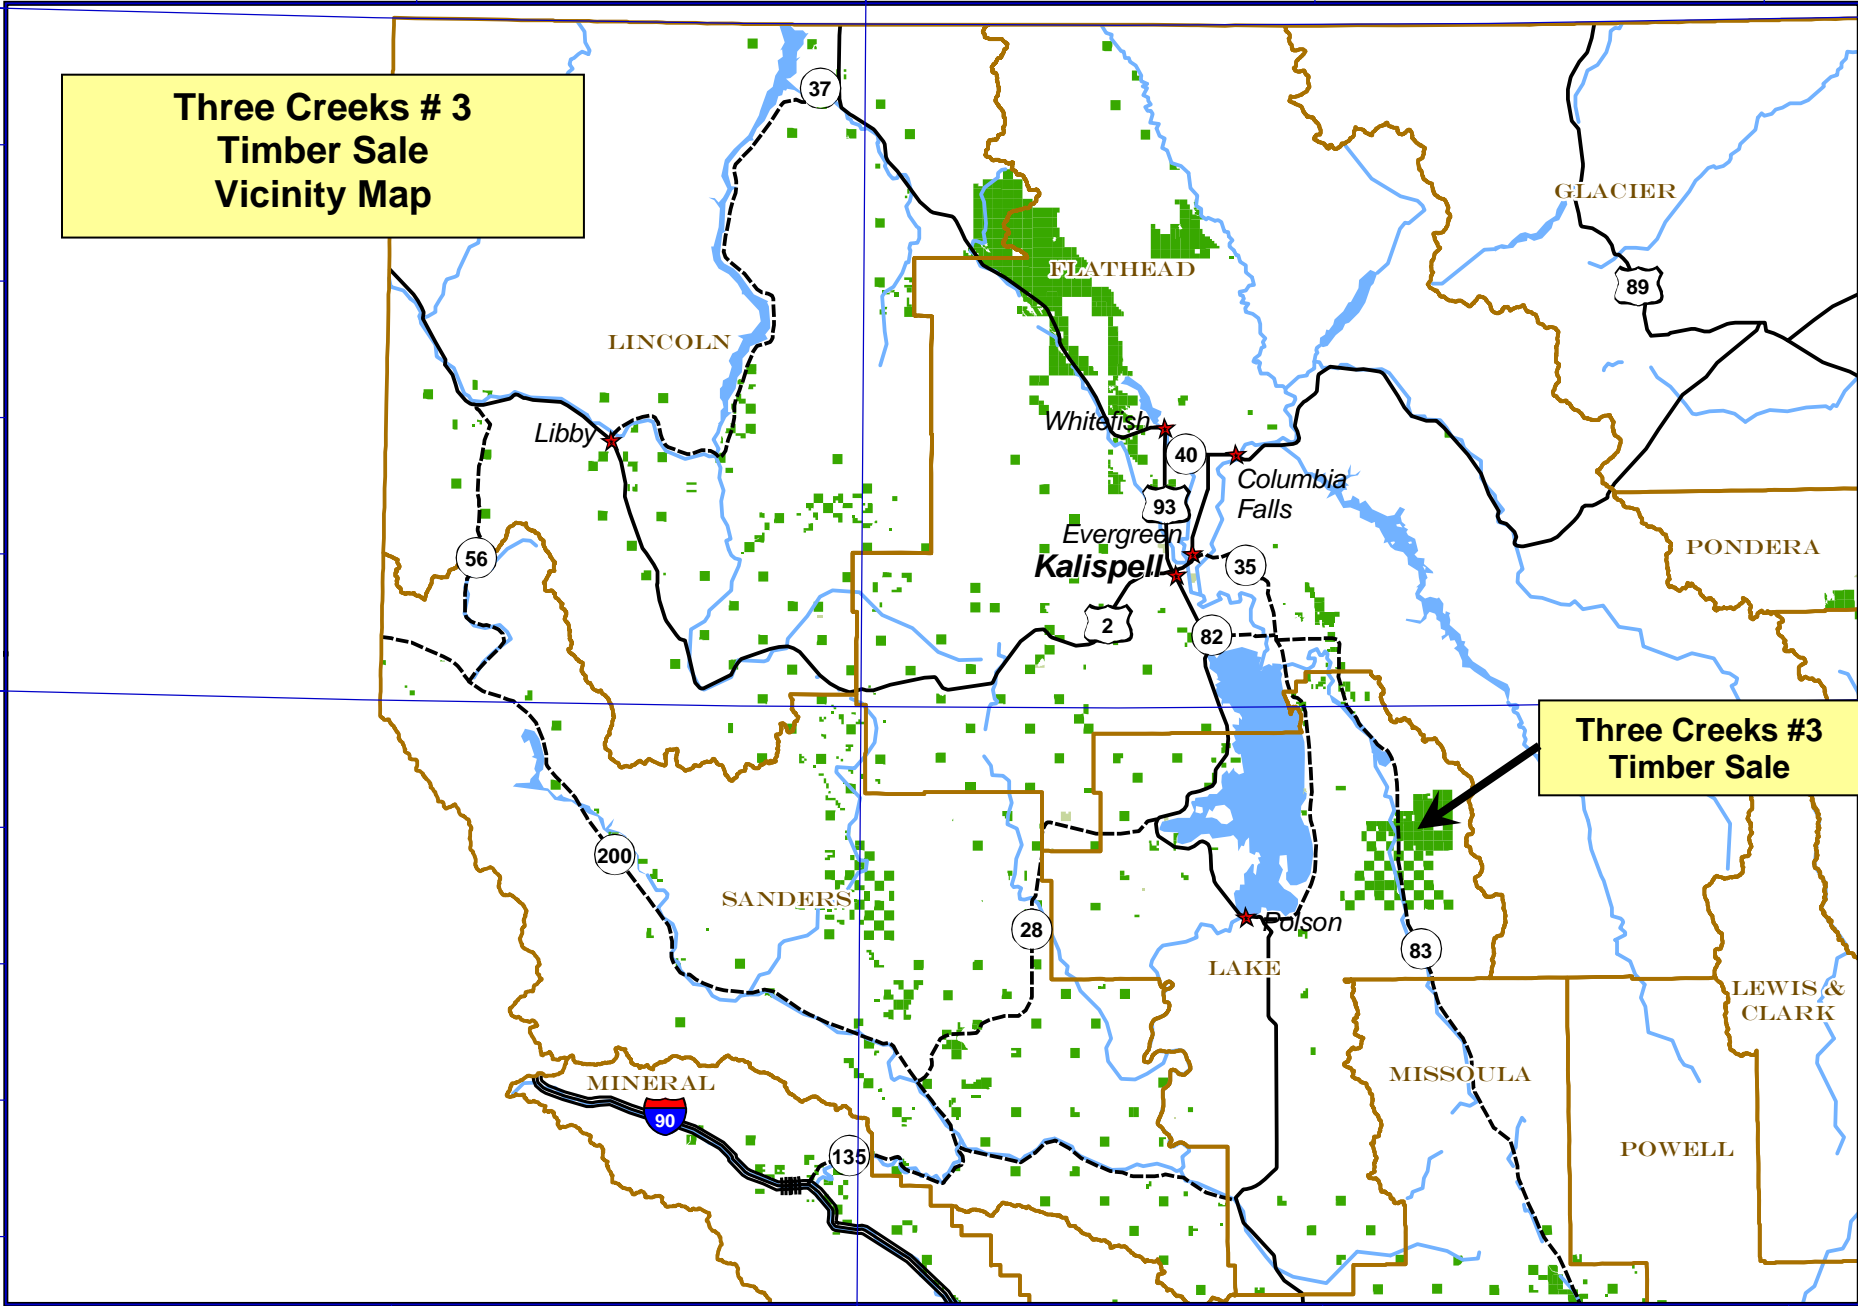 Three Creeks # 3
Timber Sale
Vicinity Map
37
GLACIER
FLATHEAD
89
LINCOLN
Whitefish
Libby
40
Columbia
Falls
93
Evergreen
Kalispell
PONDERA
56
35
2
82
Three Creeks #3
Timber Sale
200
SANDERS
28
Polson
83
LAKE
LEWIS &
CLARK
MISSOULA
MINERAL
90
135
POWELL